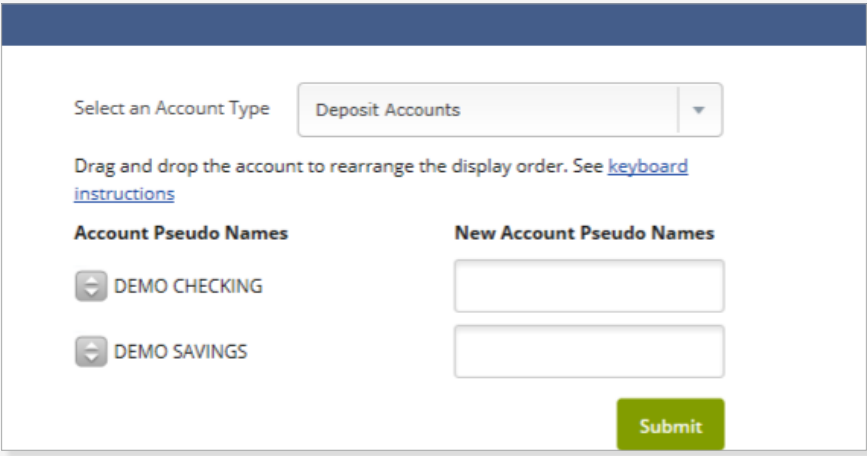 Select an Account Type Deposit Accounts
Drag and drop the account to rearrange the display order. See keyboard
instructions
Account Pseudo Names New Account Pseudo Names
DEMO CHECKING
DEMO SAVINGS
Submit